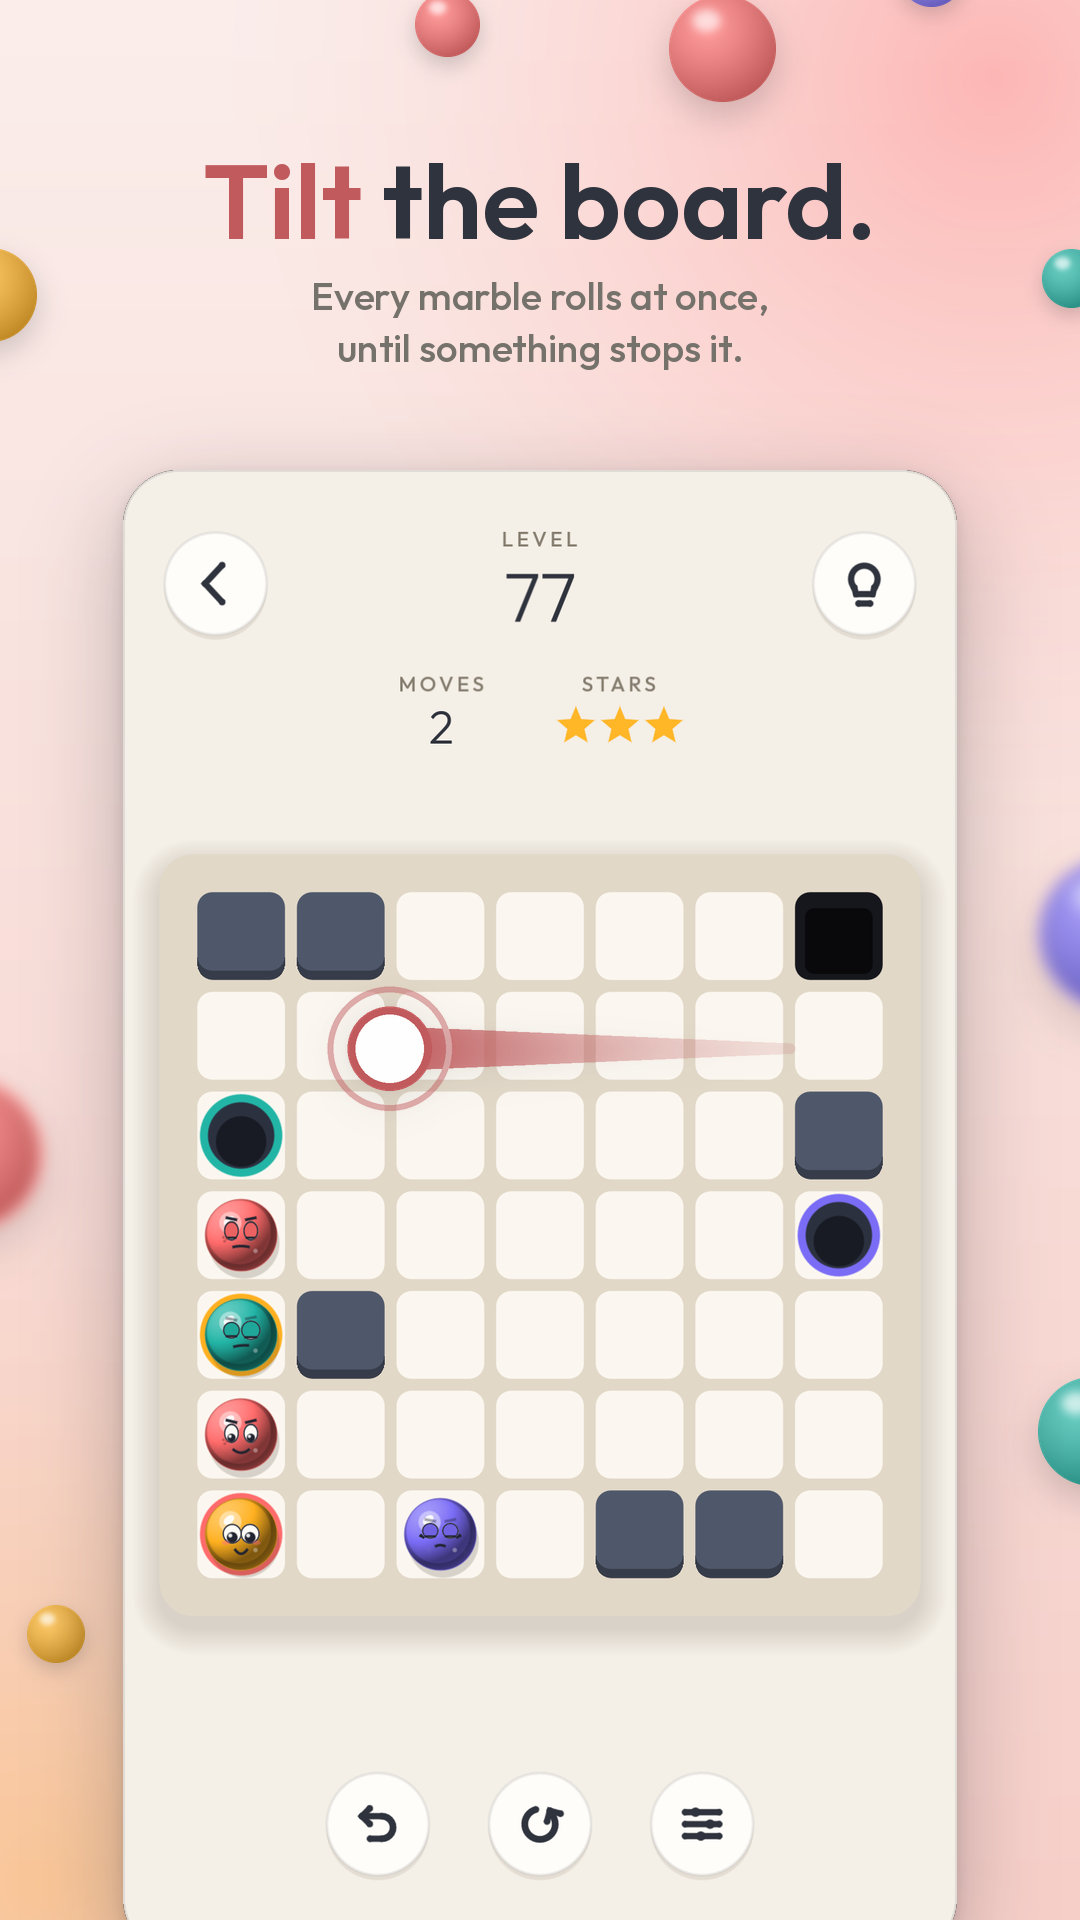 Tilt the board.
Every marble rolls at once,
until something stops it.
LEVEL
77
MOVES
2
STARS